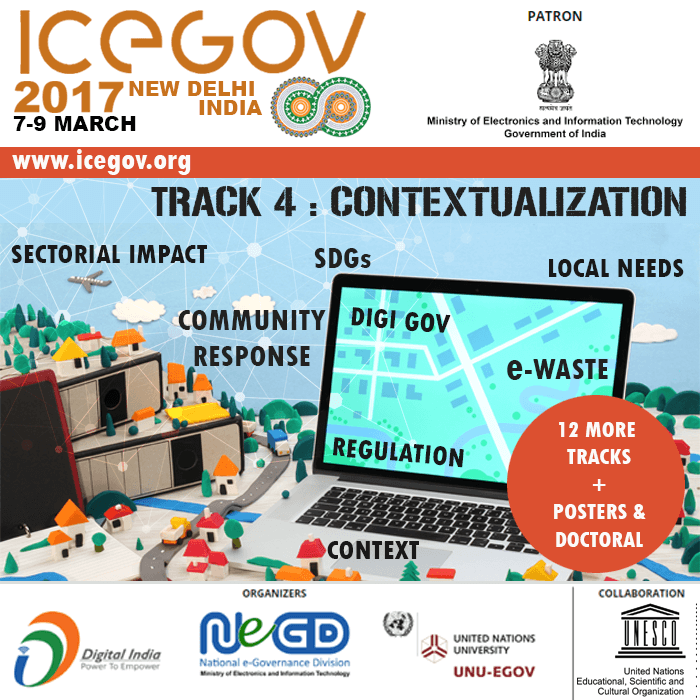 ICEGOV
2017 NEW DELHI
INDIA
7-9 MARCH
PATRON
सत्यमेव जयते
Ministry of Electronics and Information Technology
Government of India
www.icegov.org
TRACK 4 : CONTEXTUALIZATION
SECTORIAL IMPACT
SDGs
LOCAL NEEDS
COMMUNITY
RESPONSE
DIGI GOV
e-WASTE
REGULATION
12 MORE
TRACKS
+
POSTERS &
DOCTORAL
CONTEXT
ORGANIZERS
COLLABORATION
Digital India
Power To Empower
NeGD
National e-Governance Division
Ministry of Electronics and Information Technology
UNITED NATIONS
UNIVERSITY
UNU-EGOV
UNESCO
United Nations
Educational, Scientific and
Cultural Organization